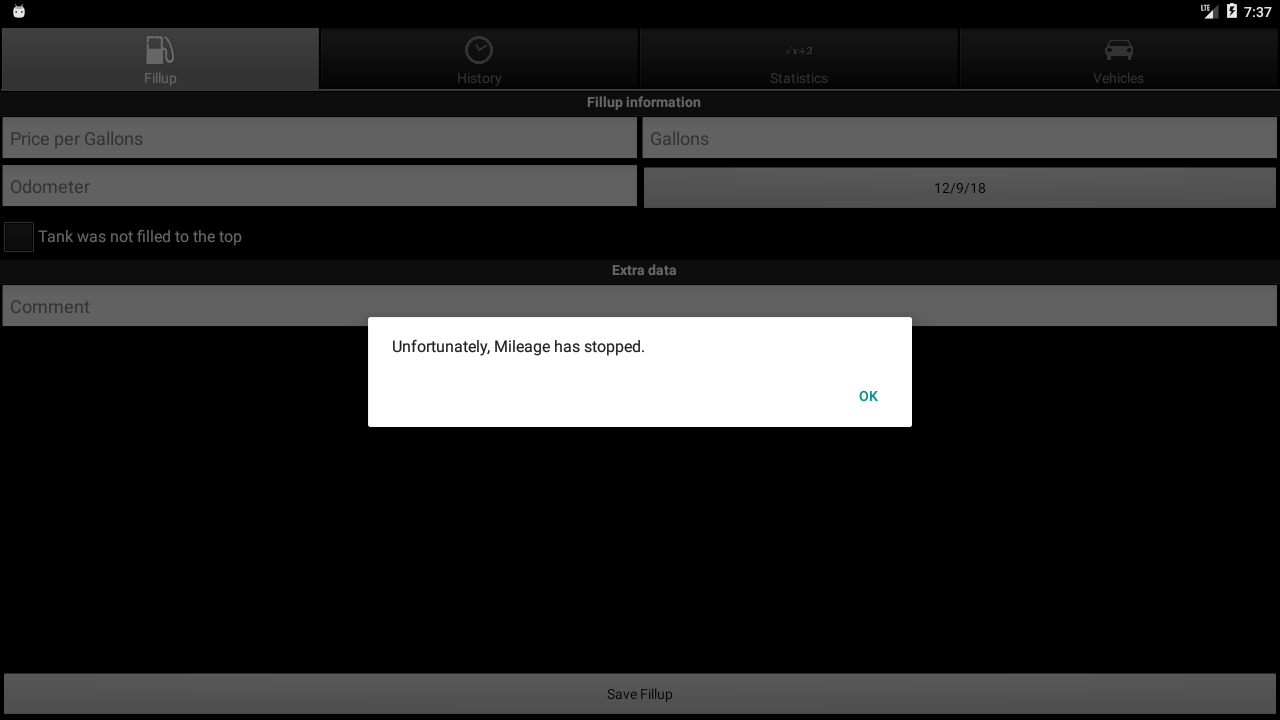 LTE 7:37
Fillup
History
√x+2
Statistics
Vehicles
Fillup information
Price per Gallons
Gallons
Odometer
12/9/18
Tank was not filled to the top
Extra data
Comment
Unfortunately, Mileage has stopped.
OK
Save Fillup